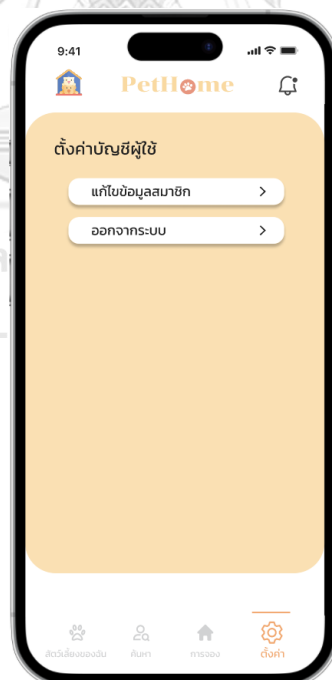 9:41
PetHome
ตั้งค่าบัญชีผู้ใช้
แก้ไขข้อมูลสมาชิก
ออกจากระบบ
สัตว์เลี้ยงของฉัน
ค้นหา
การจอง
ตั้งค่า